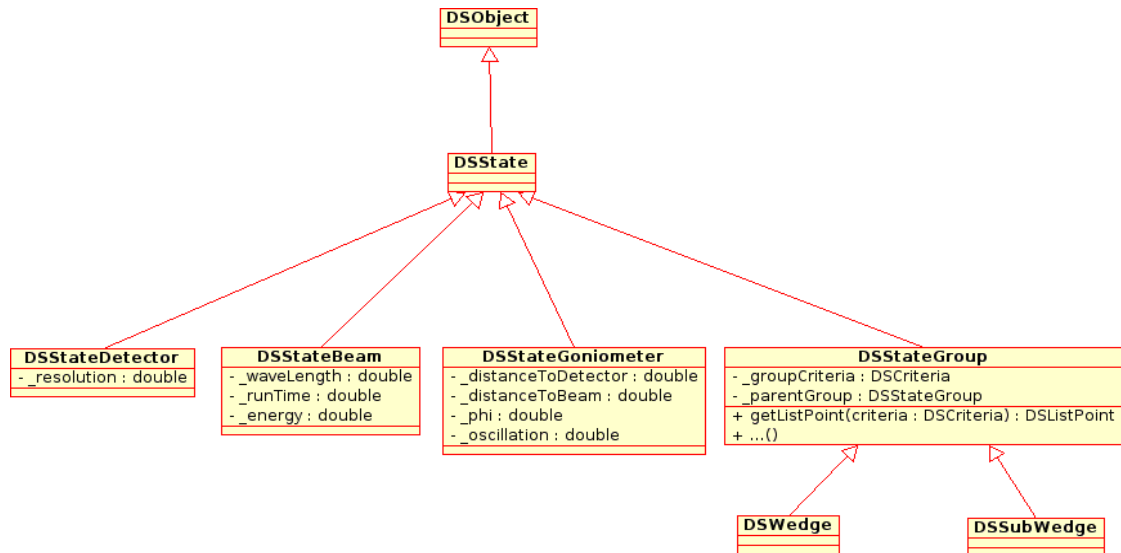 DSObject
DSState
DSStateDetector
- _resolution : double
DSStateBeam
- _waveLength : double
- _runTime : double
- _energy : double
DSStateGoniometer
- _distanceToDetector : double
- _distanceToBeam : double
- _phi : double
- _oscillation : double
DSStateGroup
- _groupCriteria : DSCriteria
- _parentGroup : DSStateGroup
+ getListPoint(criteria : DSCriteria) : DSListPoint
+ ...()
DSWedge
DSSubWedge